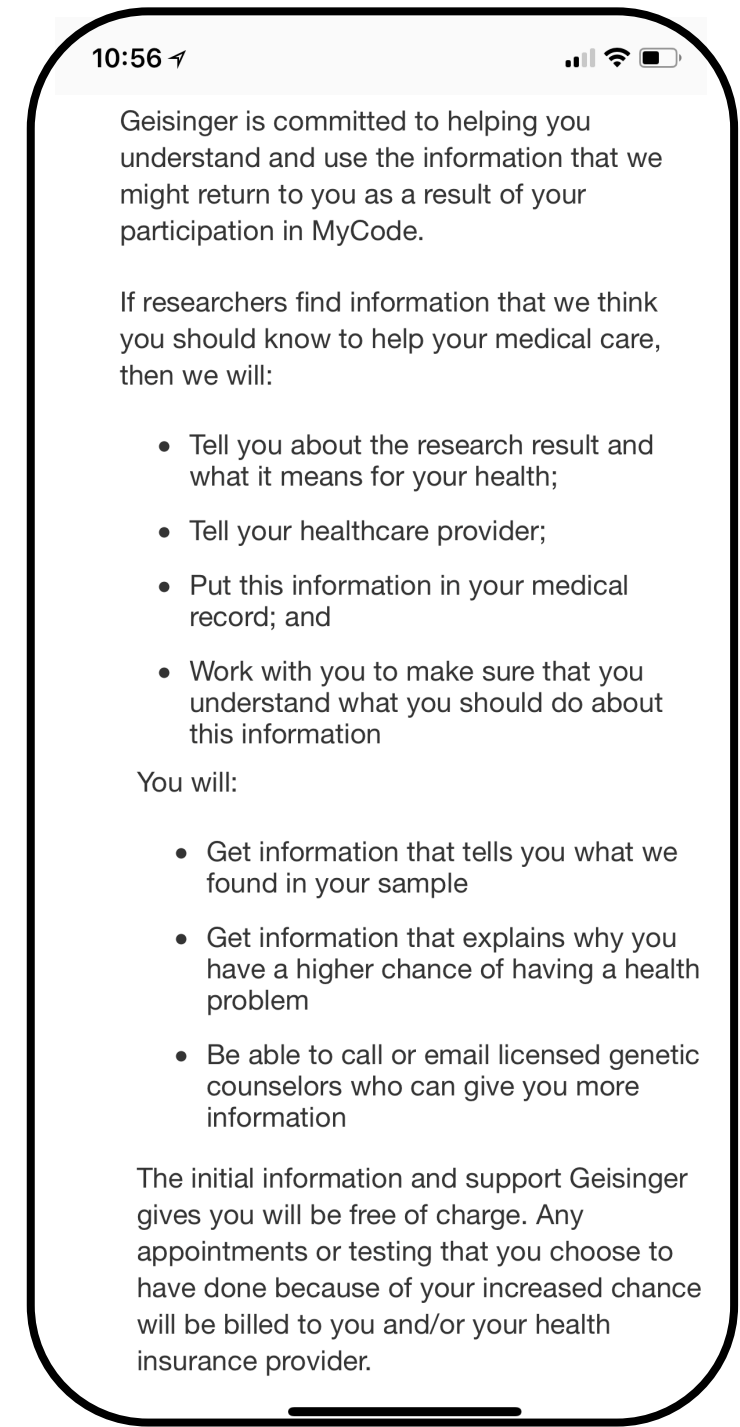 10:56
Geisinger is committed to helping you
understand and use the information that we
might return to you as a result of your
participation in MyCode.
If researchers find information that we think
you should know to help your medical care,
then we will:
• Tell you about the research result and
what it means for your health;
• Tell your healthcare provider;
• Put this information in your medical
record; and
• Work with you to make sure that you
understand what you should do about
this information
You will:
• Get information that tells you what we
found in your sample
• Get information that explains why you
have a higher chance of having a health
problem
• Be able to call or email licensed genetic
counselors who can give you more
information
The initial information and support Geisinger
gives you will be free of charge. Any
appointments or testing that you choose to
have done because of your increased chance
will be billed to you and/or your health
insurance provider.